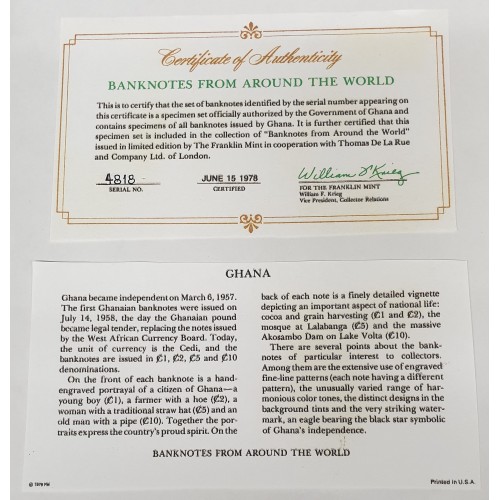 Certificate of Authenticity
BANKNOTES FROM AROUND THE WORLD
This is to certify that the set of banknotes identified by the serial number appearing on
this certificate is a specimen set officially authorized by the Government of Ghana and
contains specimens of all banknotes issued by Ghana. It is further certified that this
specimen set is included in the collection of "Banknotes from Around the World"
issued in limited edition by The Franklin Mint in cooperation with Thomas De La Rue
and Company Ltd. of London.
4818
SERIAL NO.
JUNE 15 1978
CERTIFIED
William F Krieg
FOR THE FRANKLIN MINT
William F. Krieg
Vice President, Collector Relations
GHANA
Ghana became independent on March 6, 1957.
The first Ghanaian banknotes were issued on
July 14, 1958, the day the Ghanaian pound
became legal tender, replacing the notes issued
by the West African Currency Board. Today,
the unit of currency is the Cedi, and the
banknotes are issued in ₵1, ₵2, ₵5 and ₵10
denominations.
On the front of each banknote is a hand-
engraved portrayal of a citizen of Ghana—a
young boy (₵1), a farmer with a hoe (₵2), a
woman with a traditional straw hat (₵5) and an
old man with a pipe (₵10). Together the por-
traits express the country's proud spirit. On the
back of each note is a finely detailed vignette
depicting an important aspect of national life:
cocoa and grain harvesting (₵1 and ₵2), the
mosque at Lalabanga (₵5) and the massive
Akosambo Dam on Lake Volta (₵10).
There are several points about the bank-
notes of particular interest to collectors.
Among them are the extensive use of engraved
fine-line patterns (each note having a different
pattern), the unusually varied range of har-
monious color tones, the distinct designs in the
background tints and the very striking water-
mark, an eagle bearing the black star symbolic
of Ghana's independence.
BANKNOTES FROM AROUND THE WORLD
© 1978 FM
Printed in U.S.A.